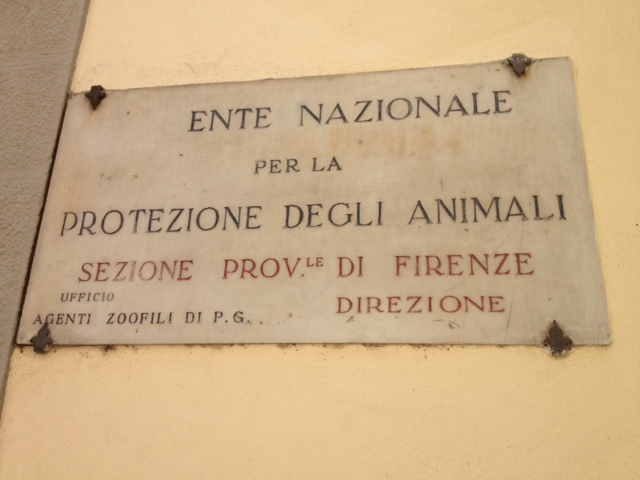 ENTE NAZIONALE
PER LA
PROTEZIONE DEGLI ANIMALI
SEZIONE PROV.LE DI FIRENZE
UFFICIO
AGENTI ZOOFILI DI P.G.
DIREZIONE